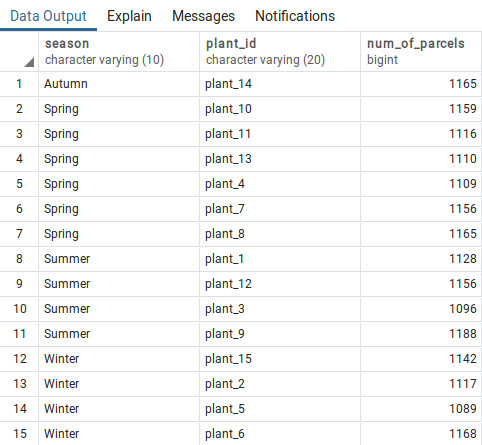 Data Output Explain Messages Notifications
season plant_id num_of_parcels
character varying (10) character varying (20) bigint
1 Autumn plant_14 1165
2 Spring plant_10 1159
3 Spring plant_11 1116
4 Spring plant_13 1110
5 Spring plant_4 1109
6 Spring plant_7 1156
7 Spring plant_8 1165
8 Summer plant_1 1128
9 Summer plant_12 1156
10 Summer plant_3 1096
11 Summer plant_9 1188
12 Winter plant_15 1142
13 Winter plant_2 1117
14 Winter plant_5 1089
15 Winter plant_6 1168